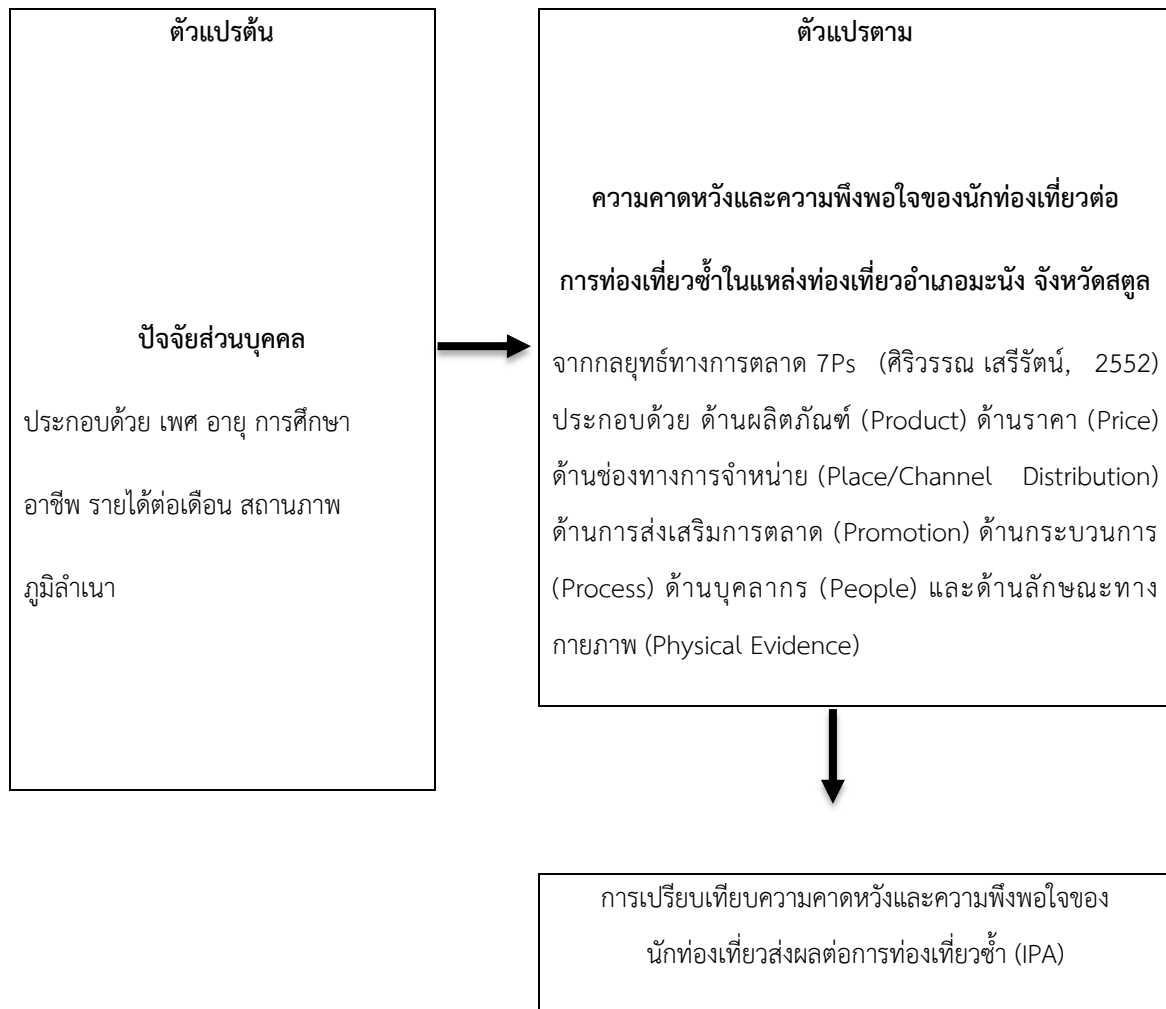 ตัวแปรต้น
ปัจจัยส่วนบุคคล
ประกอบด้วย เพศ อายุ การศึกษา
อาชีพ รายได้ต่อเดือน สถานภาพ
ภูมิลำเนา
ตัวแปรตาม
ความคาดหวังและความพึงพอใจของนักท่องเที่ยวต่อ
การท่องเที่ยวซ้ำในแหล่งท่องเที่ยวอำเภอมะนัง จังหวัดสตูล
จากกลยุทธ์ทางการตลาด 7Ps (ศิริวรรณ เสรีรัตน์, 2552)
ประกอบด้วย ด้านผลิตภัณฑ์ (Product) ด้านราคา (Price)
ด้านช่องทางการจำหน่าย (Place/Channel Distribution)
ด้านการส่งเสริมการตลาด (Promotion) ด้านกระบวนการ
(Process) ด้านบุคลากร (People) และด้านลักษณะทาง
กายภาพ (Physical Evidence)
การเปรียบเทียบความคาดหวังและความพึงพอใจของ
นักท่องเที่ยวส่งผลต่อการท่องเที่ยวซ้ำ (IPA)